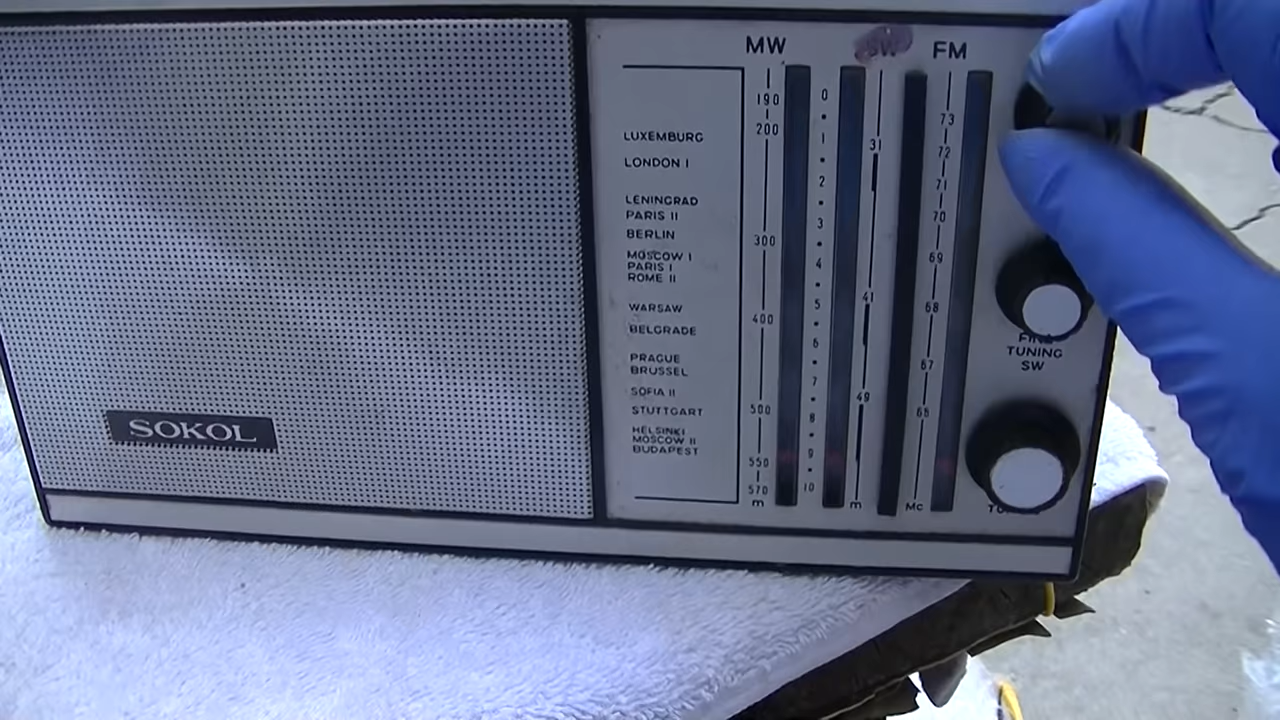 MW
SW
FM
LUXEMBURG
LONDON I
LENINGRAD
PARIS II
BERLIN
MOSCOW I
PARIS I
ROME II
WARSAW
BELGRADE
PRAGUE
BRUSSEL
SOFIA II
STUTTGART
HELSINKI
MOSCOW II
BUDAPEST
190
200
300
400
500
550
570
m
0
1
2
3
4
5
6
7
8
9
10
31
41
49
m
73
72
71
70
69
68
67
66
Mc
FINE
TUNING
SW
SOKOL